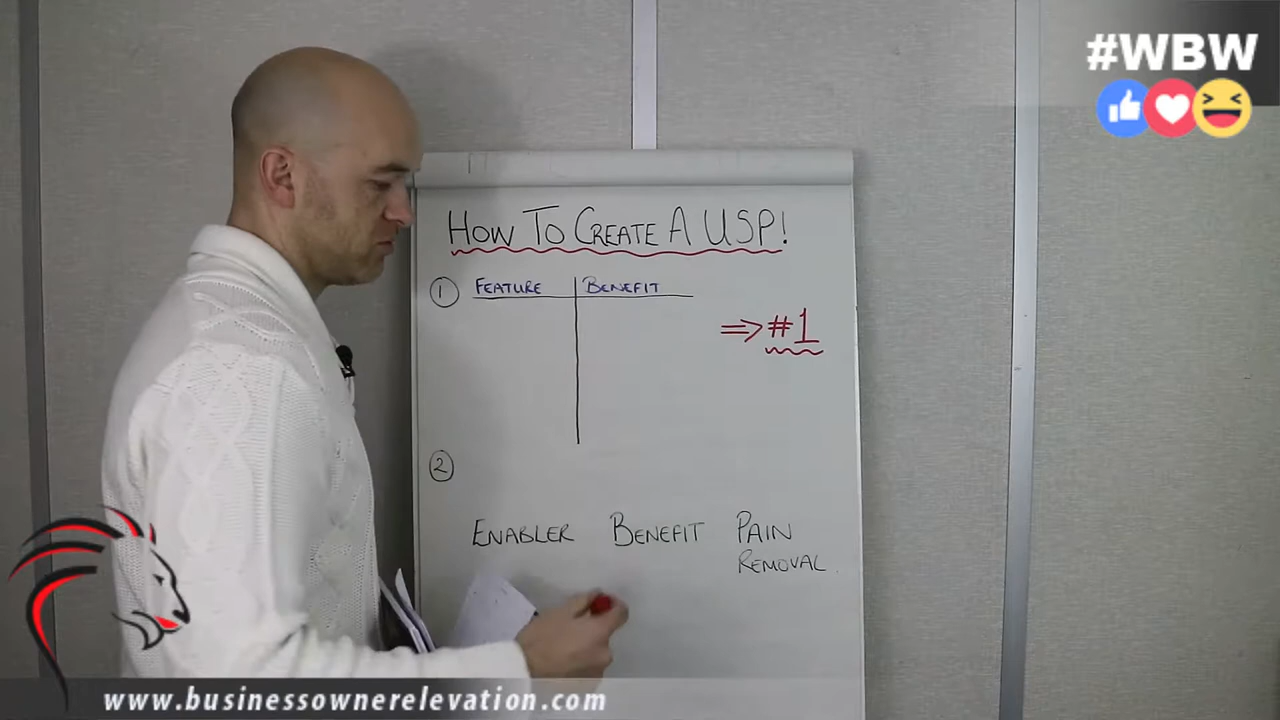 #WBW
HOW TO CREATE A USP!
1 FEATURE BENEFIT
⇒ #1
2
ENABLER BENEFIT PAIN
REMOVAL.
www.businessownerelevation.com